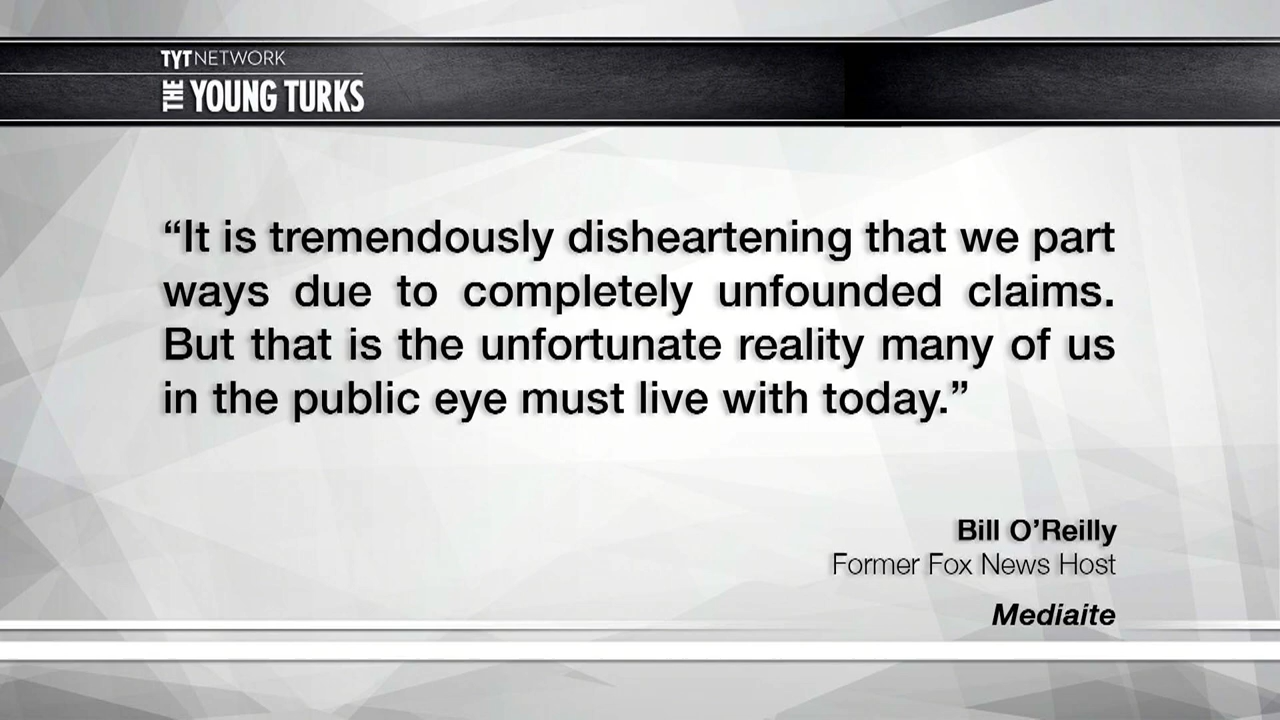 TYT NETWORK
THE YOUNG TURKS
“It is tremendously disheartening that we part
ways due to completely unfounded claims.
But that is the unfortunate reality many of us
in the public eye must live with today.”
Bill O’Reilly
Former Fox News Host
Mediaite